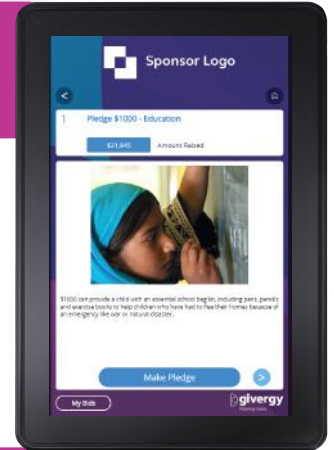 Sponsor Logo
1 Pledge $1000 - Education
$21,645 Amount Raised
$1000 can provide a child with an essential school bag kit, including pens, pencils
and exercise books to help children who have had to flee their homes because of
an emergency like war or natural disaster.
Make Pledge
My Bids
givergy